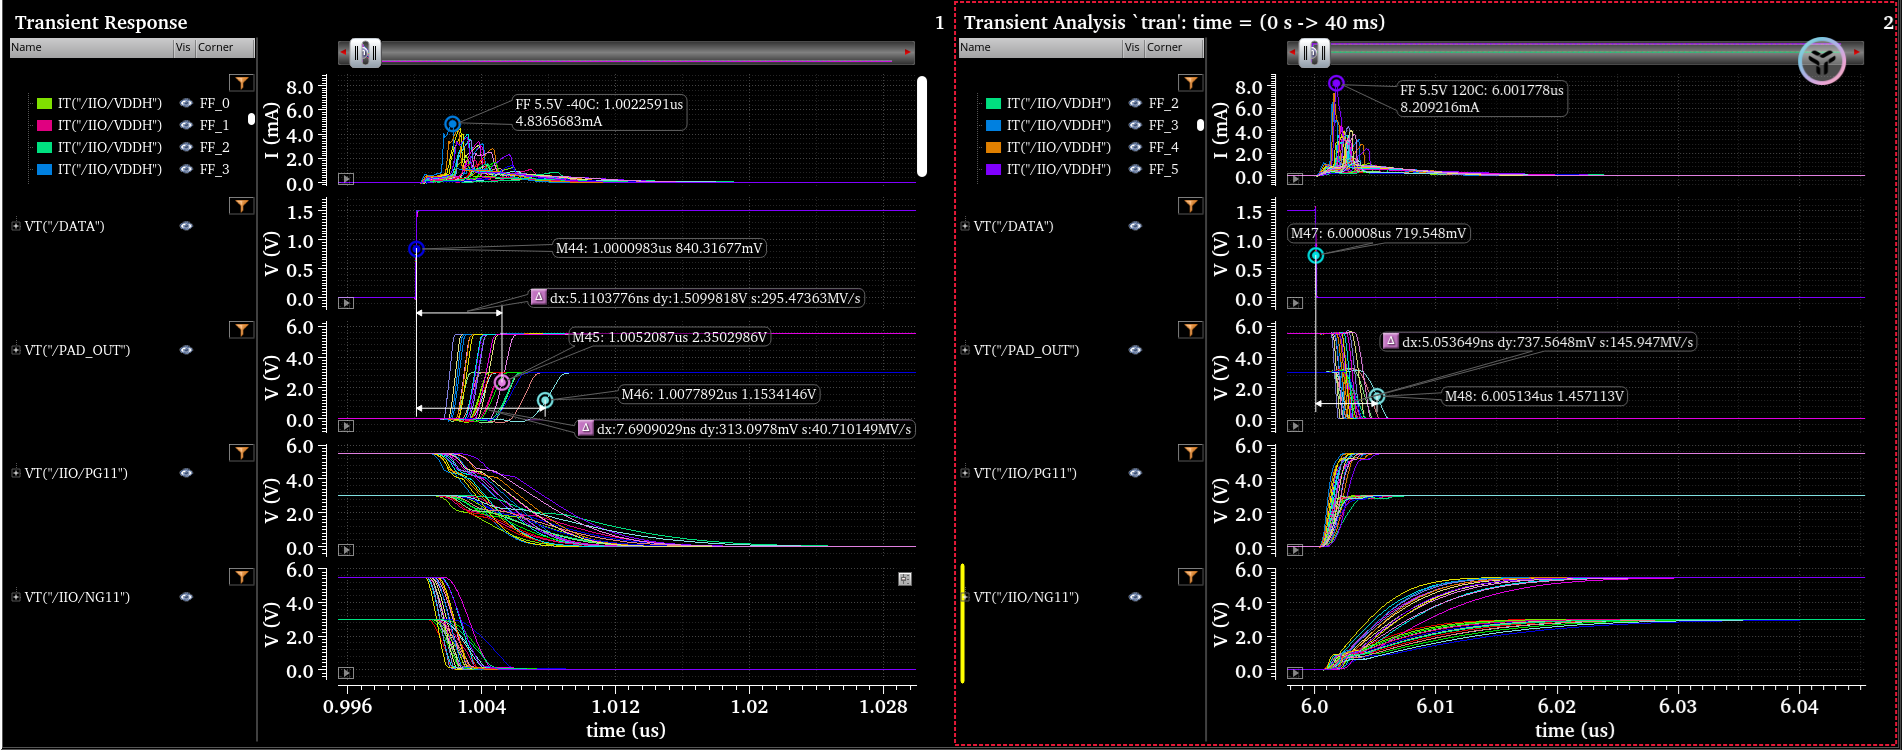 Transient Response
1
Name Vis Corner
IT("/IIO/VDDH") FF_0
IT("/IIO/VDDH") FF_1
IT("/IIO/VDDH") FF_2
IT("/IIO/VDDH") FF_3
I (mA)
8.0
6.0
4.0
2.0
0.0
FF 5.5V -40C: 1.0022591us
4.8365683mA
VT("/DATA")
V (V)
1.5
1.0
0.5
0.0
M44: 1.0000983us 840.31677mV
dx:5.1103776ns dy:1.5099818V s:295.47363MV/s
VT("/PAD_OUT")
V (V)
6.0
4.0
2.0
0.0
M45: 1.0052087us 2.3502986V
M46: 1.0077892us 1.1534146V
dx:7.6909029ns dy:313.0978mV s:40.710149MV/s
VT("/IIO/PG11")
V (V)
6.0
4.0
2.0
0.0
VT("/IIO/NG11")
V (V)
6.0
4.0
2.0
0.0
0.996 1.004 1.012 1.02 1.028
time (us)
Transient Analysis `tran': time = (0 s -> 40 ms)
2
Name Vis Corner
IT("/IIO/VDDH") FF_2
IT("/IIO/VDDH") FF_3
IT("/IIO/VDDH") FF_4
IT("/IIO/VDDH") FF_5
I (mA)
8.0
6.0
4.0
2.0
0.0
FF 5.5V 120C: 6.001778us
8.209216mA
VT("/DATA")
V (V)
1.5
1.0
0.5
0.0
M47: 6.00008us 719.548mV
VT("/PAD_OUT")
V (V)
6.0
4.0
2.0
0.0
dx:5.053649ns dy:737.5648mV s:145.947MV/s
M48: 6.005134us 1.457113V
VT("/IIO/PG11")
V (V)
6.0
4.0
2.0
0.0
VT("/IIO/NG11")
V (V)
6.0
4.0
2.0
0.0
6.0 6.01 6.02 6.03 6.04
time (us)